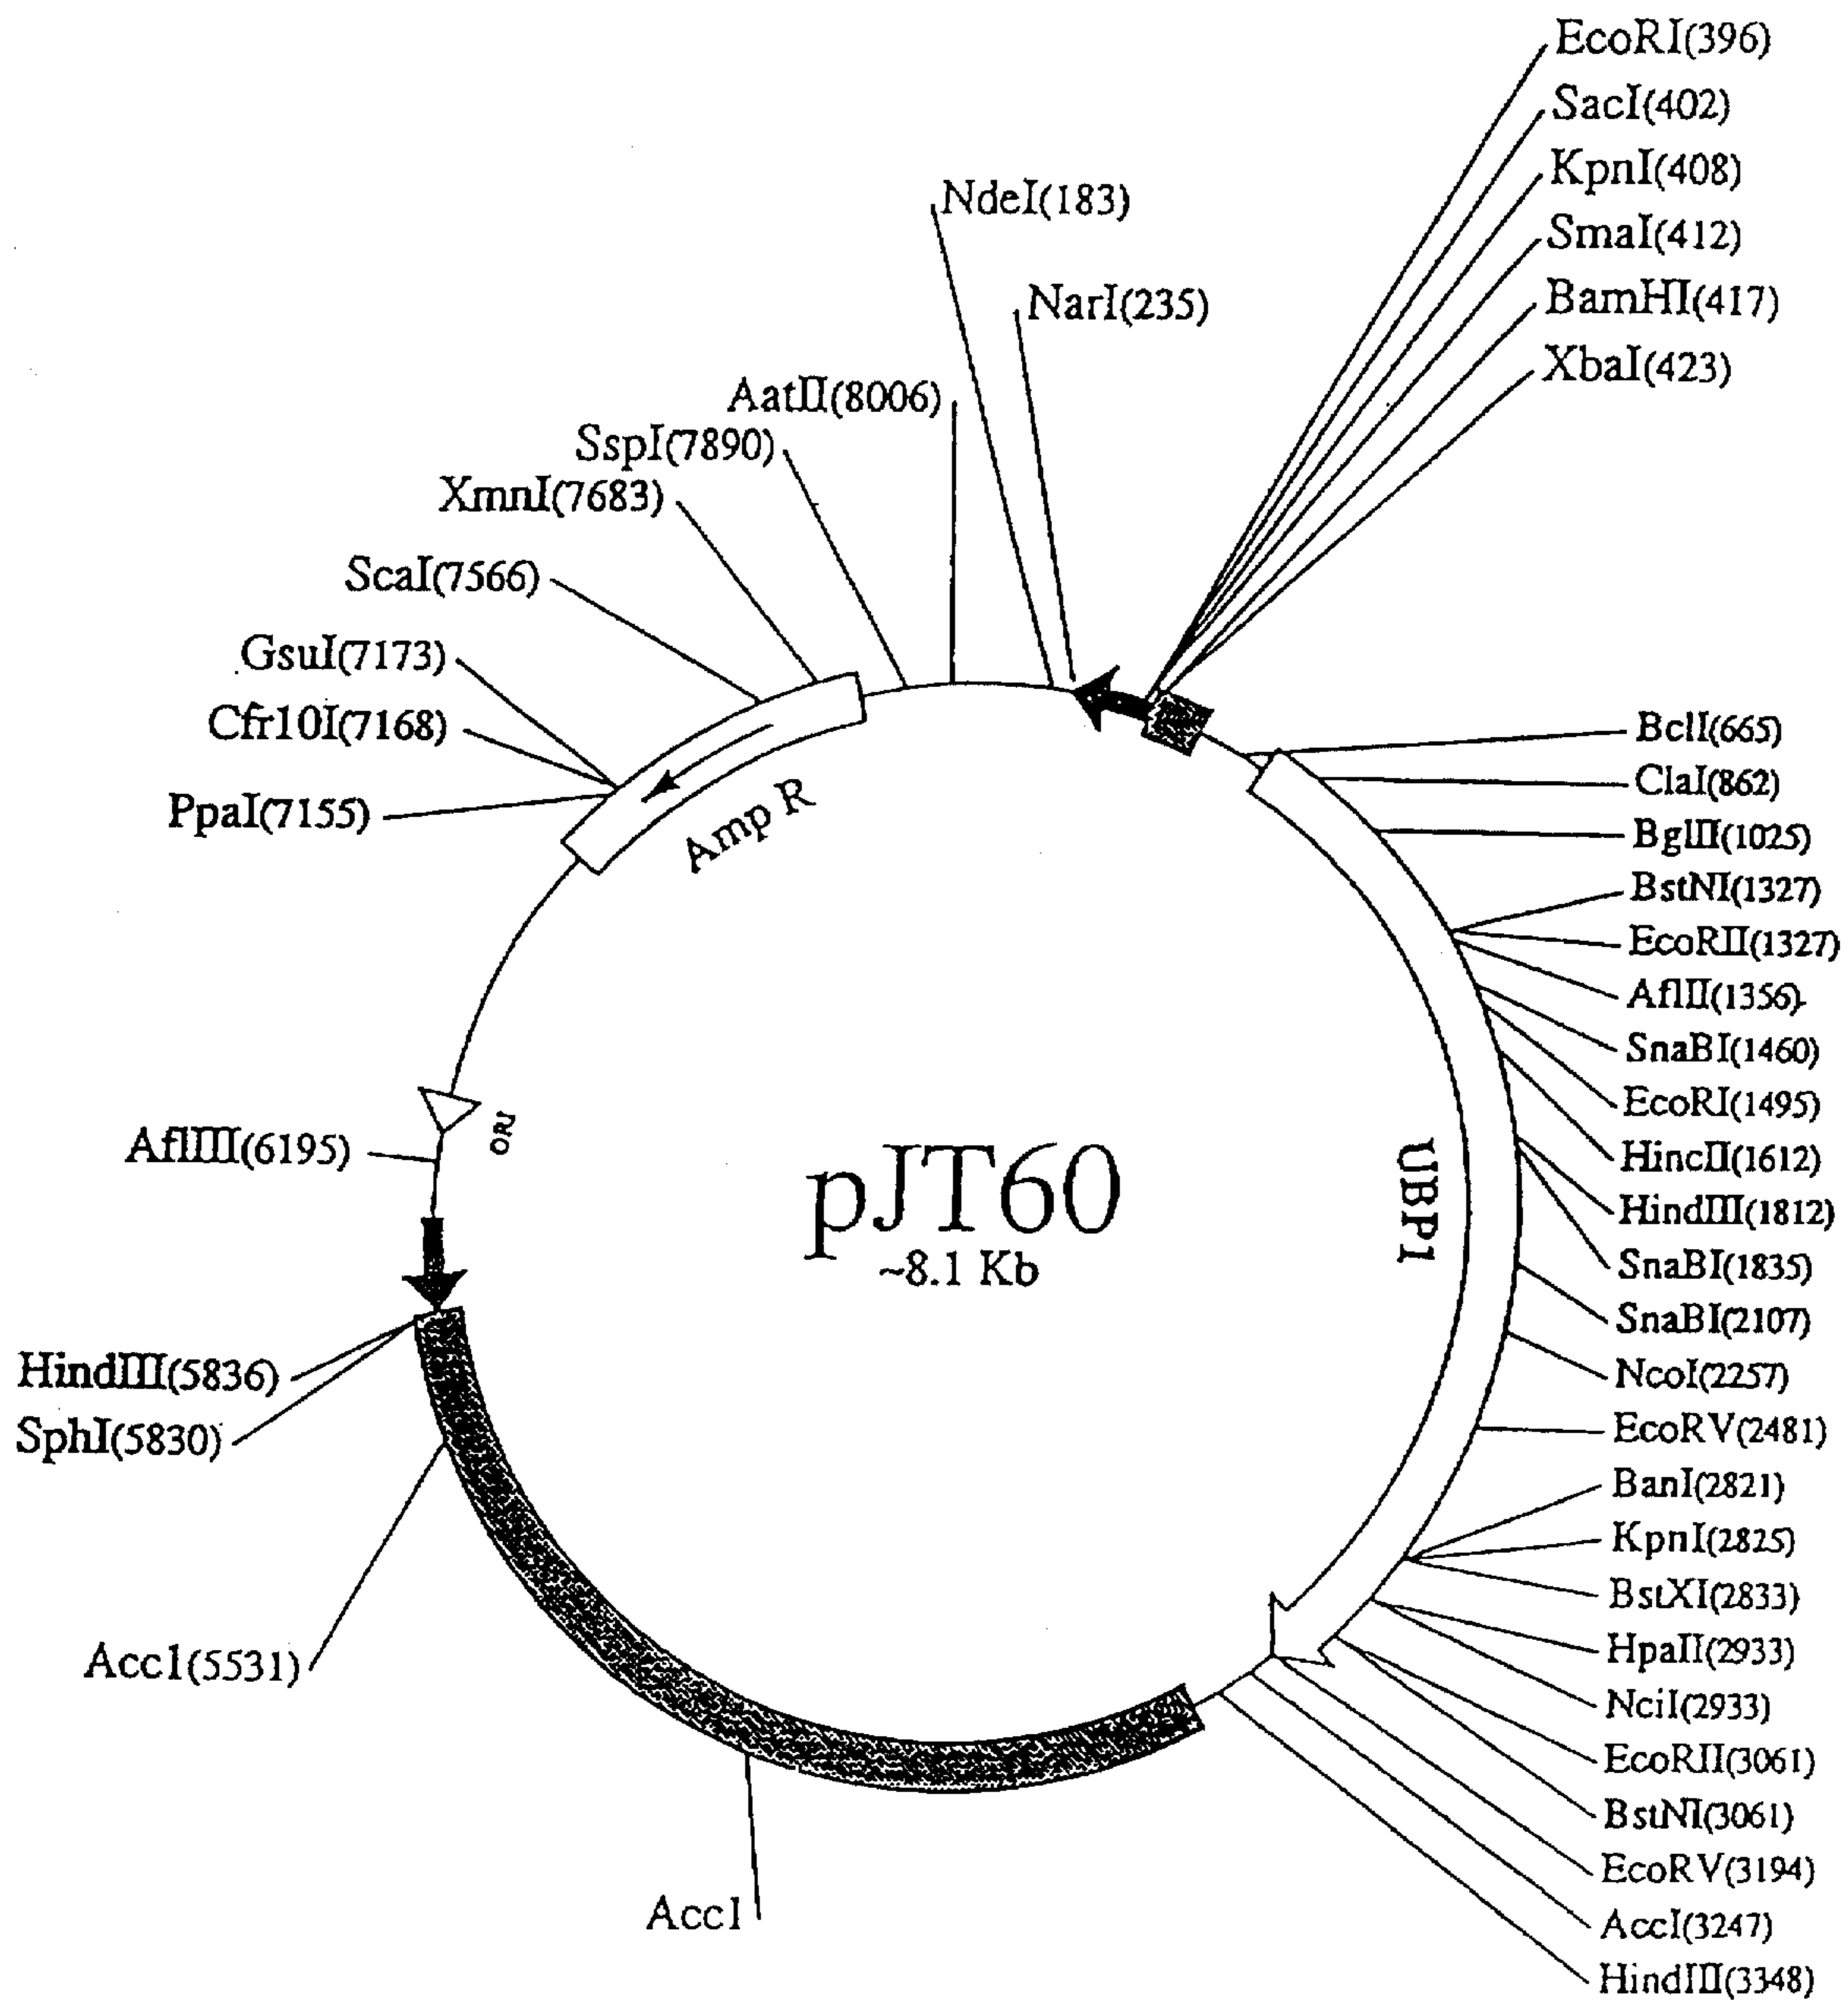 EcoRI(396)
SacI(402)
KpnI(408)
SmaI(412)
BamHI(417)
XbaI(423)
NdeI(183)
NarI(235)
AatII(8006)
SspI(7890)
XmnI(7683)
ScaI(7566)
GsuI(7173)
Cfr10I(7168)
PpaI(7155)
Amp R
BclI(665)
ClaI(862)
BglII(1025)
BstNI(1327)
EcoRII(1327)
AflII(1356)
SnaBI(1460)
EcoRI(1495)
HincII(1612)
HindIII(1812)
SnaBI(1835)
SnaBI(2107)
NcoI(2257)
EcoRV(2481)
BanI(2821)
KpnI(2825)
BstXI(2833)
HpaII(2933)
NciI(2933)
EcoRII(3061)
BstNI(3061)
EcoRV(3194)
AccI(3247)
HindIII(3348)
UBP1
pJT60
~8.1 Kb
ORI
AflIII(6195)
HindIII(5836)
SphI(5830)
Acc1(5531)
Acc1